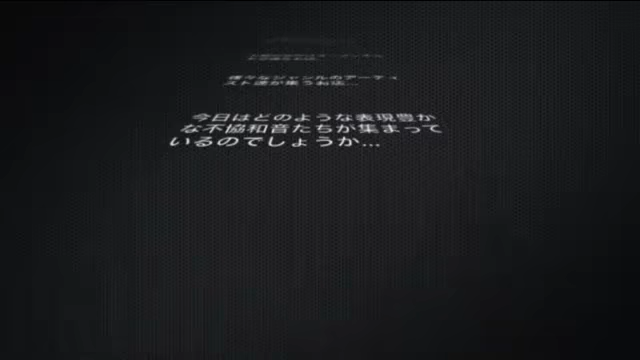 様々なジャンルのアーティ
スト達が集うお店…
今日はどのような表現豊か
な不協和音たちが集まって
いるのでしょうか…